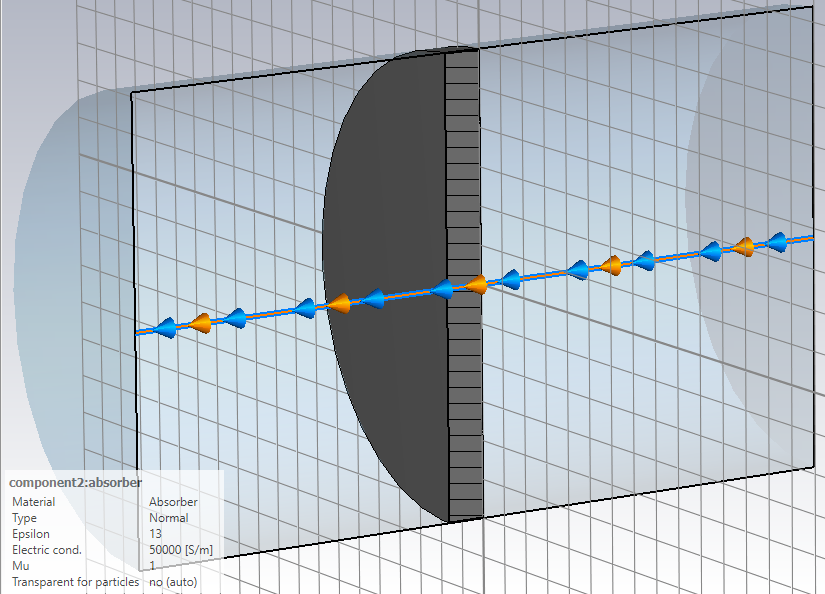 component2:absorber
Material Absorber
Type Normal
Epsilon 13
Electric cond. 50000 [S/m]
Mu 1
Transparent for particles no (auto)